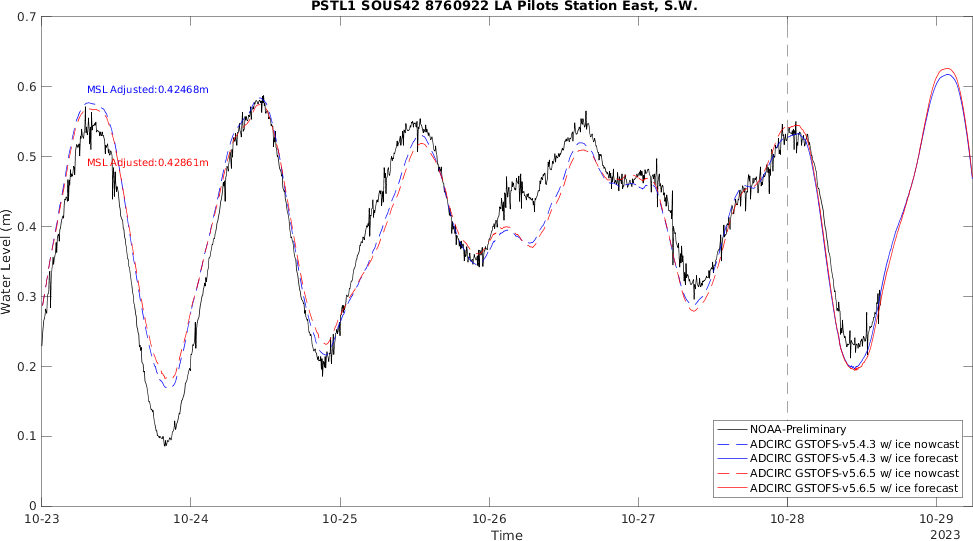 PSTL1 SOUS42 8760922 LA Pilots Station East, S.W.
0.7
0.6
0.5
0.4
0.3
0.2
0.1
0
Water Level (m)
MSL Adjusted:0.42468m
MSL Adjusted:0.42861m
NOAA-Preliminary
ADCIRC GSTOFS-v5.4.3 w/ ice nowcast
ADCIRC GSTOFS-v5.4.3 w/ ice forecast
ADCIRC GSTOFS-v5.6.5 w/ ice nowcast
ADCIRC GSTOFS-v5.6.5 w/ ice forecast
10-23 10-24 10-25 10-26 10-27 10-28 10-29
2023
Time